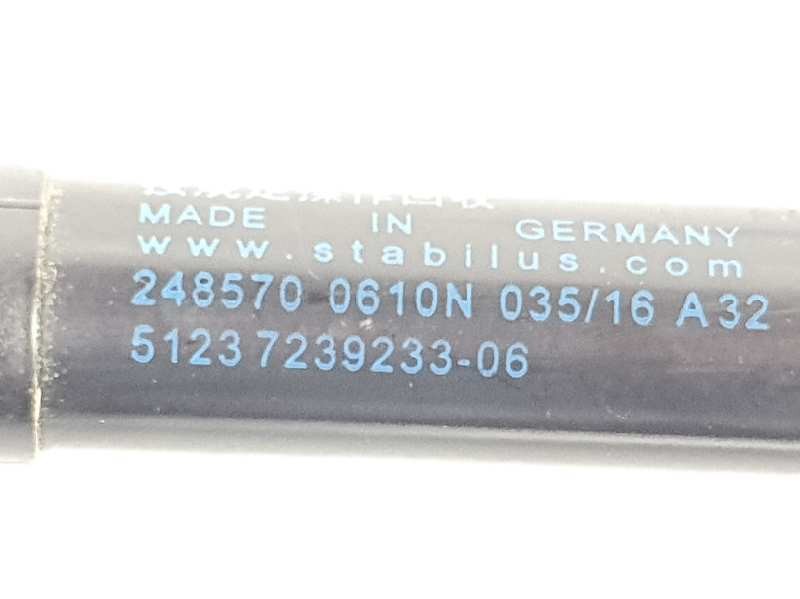 MADE IN GERMANY
www.stabilus.com
248570 0610N 035/16 A32
51237239233-06